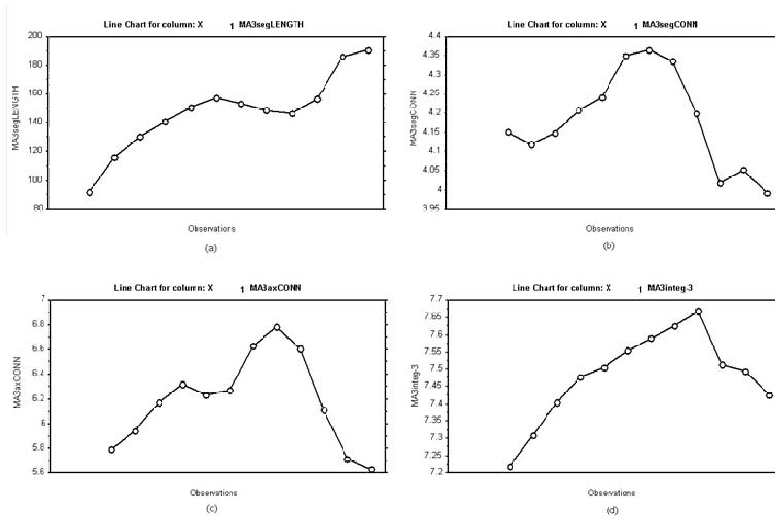 Line Chart for column: X 1 MA3segLENGTH
200
180
160
140
120
100
80
MA3segLENGTH
Observations
(a)
Line Chart for column: X 1 MA3segCONN
4.4
4.35
4.3
4.25
4.2
4.15
4.1
4.05
4
3.95
MA3segCONN
Observations
(b)
Line Chart for column: X 1 MA3axCONN
7
6.8
6.6
6.4
6.2
6
5.8
5.6
MA3axCONN
Observations
(c)
Line Chart for column: X 1 MA3integ-3
7.7
7.65
7.6
7.55
7.5
7.45
7.4
7.35
7.3
7.25
7.2
MA3integ-3
Observations
(d)